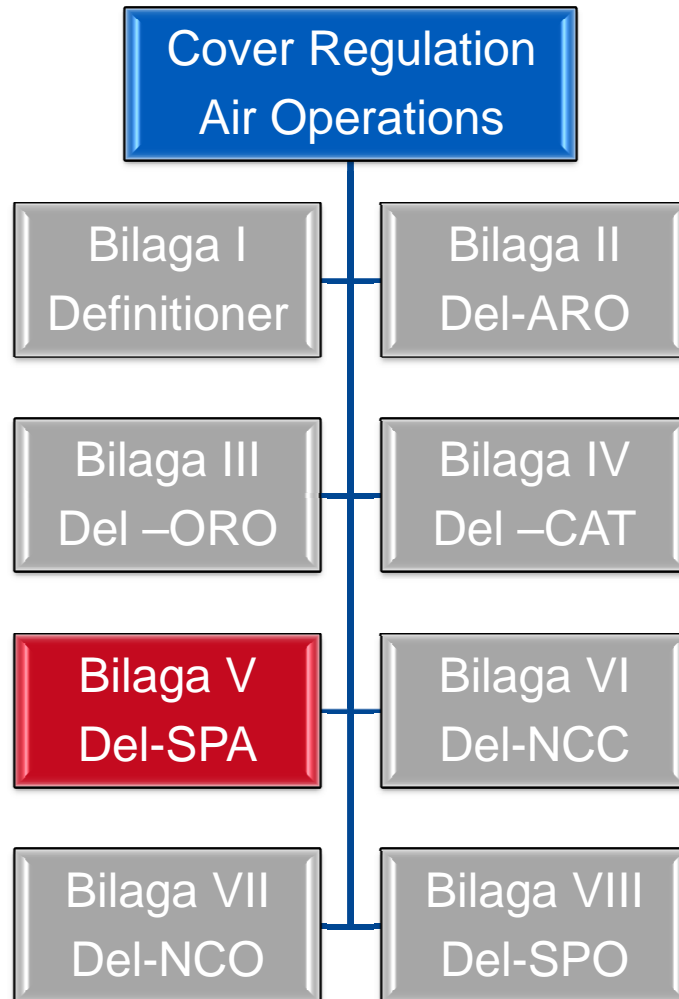 Cover Regulation
Air Operations
Bilaga I
Definitioner
Bilaga II
Del-ARO
Bilaga III
Del –ORO
Bilaga IV
Del –CAT
Bilaga V
Del-SPA
Bilaga VI
Del-NCC
Bilaga VII
Del-NCO
Bilaga VIII
Del-SPO